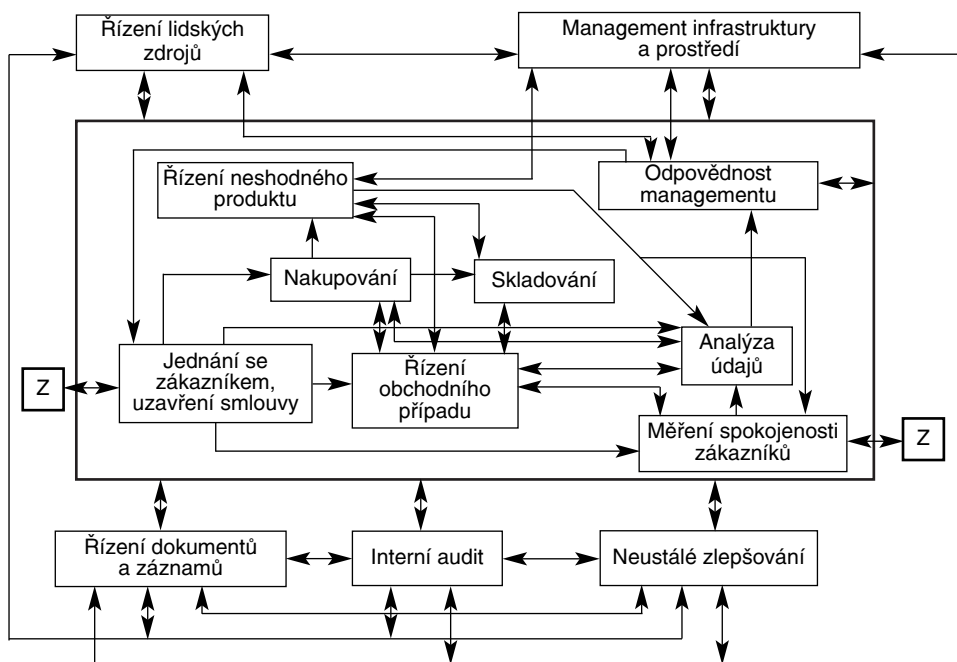 Řízení lidských
zdrojů
Management infrastruktury
a prostředí
Řízení neshodného
produktu
Odpovědnost
managementu
Nakupování
Skladování
Analýza
údajů
Jednání se
zákazníkem,
uzavření smlouvy
Řízení
obchodního
případu
Z
Měření spokojenosti
zákazníků
Z
Řízení dokumentů
a záznamů
Interní audit
Neustálé zlepšování